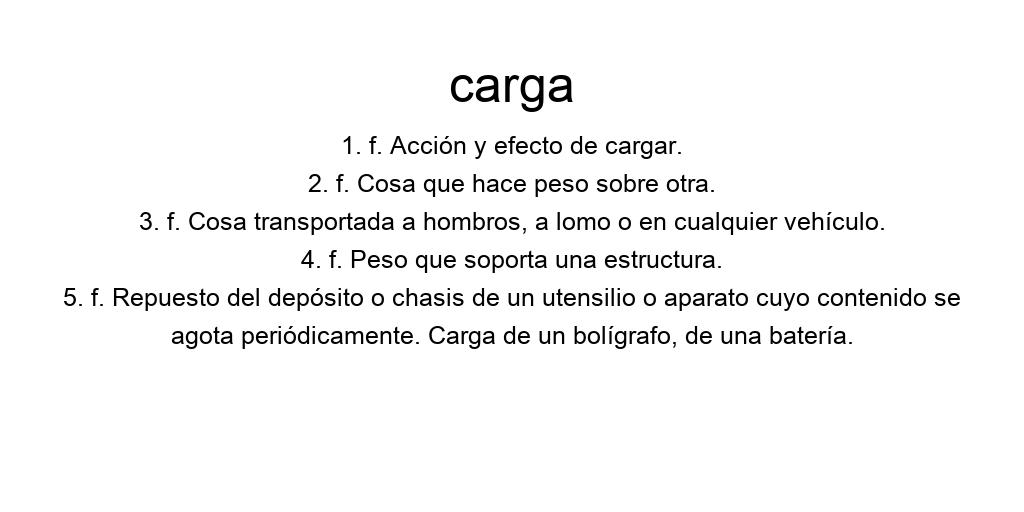 carga
1. f. Acción y efecto de cargar.
2. f. Cosa que hace peso sobre otra.
3. f. Cosa transportada a hombros, a lomo o en cualquier vehículo.
4. f. Peso que soporta una estructura.
5. f. Repuesto del depósito o chasis de un utensilio o aparato cuyo contenido se
agota periódicamente. Carga de un bolígrafo, de una batería.